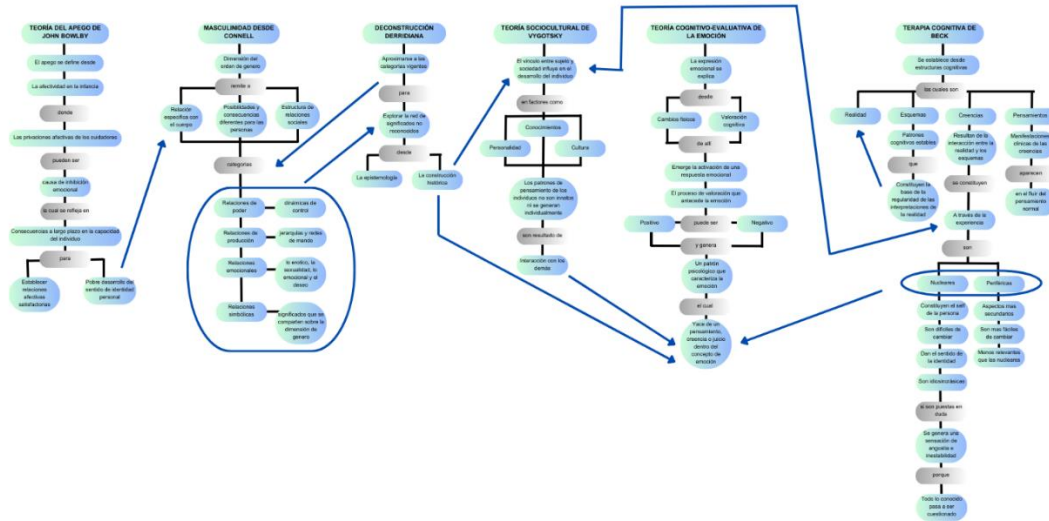 TEORÍA DEL APEGO DE
JOHN BOWLBY
El apego se define desde
La afectividad en la infancia
donde
Las privaciones afectivas de los cuidadores
pueden ser
causa de inhibición
emocional
la cual se refleja en
Consecuencias a largo plazo en la capacidad
del individuo
para
Establecer
relaciones
afectivas
satisfactorias
Pobre desarrollo del
sentido de identidad
personal
MASCULINIDAD DESDE
CONNELL
Dimensión del
orden de genero
remite a
Relación
especifica con
el cuerpo
Posibilidades y
consecuencias
diferentes para las
personas
Estructura de
relaciones
sociales
categorias
Relaciones de
poder
dinámicas de
control
Relaciones de
producción
jerarquías y redes
de mando
Relaciones
emocionales
lo erotico, la
sexualidad, lo
emocional y el
deseo
Relaciones
simbólicas
significados que se
comparten sobre la
dimensión de
genero
DECONSTRUCCIÓN
DERRIDIANA
Aproximarse a las
categorías vigentes
para
Explorar la red de
significados no
reconocidos
desde
La epistemología
La construcción
histórica
TEORÍA SOCIOCULTURAL DE
VYGOTSKY
El vínculo entre sujeto y
sociedad influye en el
desarrollo del individuo
en factores como
Conocimientos
Personalidad
Cultura
Los patrones de
pensamiento de los
individuos no son innatos
ni se generan
individualmente
son resultado de
Interacción con los
demás
TEORÍA COGNITIVO-EVALUATIVA DE
LA EMOCIÓN
La expresión
emocional se
explica
desde
Cambios físicos
Valoración
cognitiva
de allí
Emerge la activación de una
respuesta emocional
El proceso de valoración que
antecede la emoción
Positivo
puede ser
Negativo
y genera
Un patrón
psicológico que
caracteriza la
emoción
el cual
Yace de un
pensamiento,
creencia o juicio
dentro del
concepto de
emoción
TERAPIA COGNITIVA DE
BECK
Se establece desde
estructuras cognitivas
las cuales son
Realidad
Esquemas
Patrones
cognitivos estables
que
Constituyen la
base de la
regularidad de las
interpretaciones de
la realidad
Creencias
Resultan de la
interacción entre la
realidad y los
esquemas
se constituyen
A través de la
experiencia
son
Pensamientos
Manifestaciones
clínicas de las
creencias
aparecen
en el fluir del
pensamiento
normal
Nucleares
Constituyen el self
de la persona
Son difíciles de
cambiar
Dan el sentido de
la identidad
Son idiosincrásicas
si son puestas en
duda
Se genera una
sensación de
angustia e
inestabilidad
porque
Todo lo conocido
pasa a ser
cuestionado
Periféricas
Aspectos mas
secundarios
Son mas fáciles
de cambiar
Menos relevantes
que las nucleares